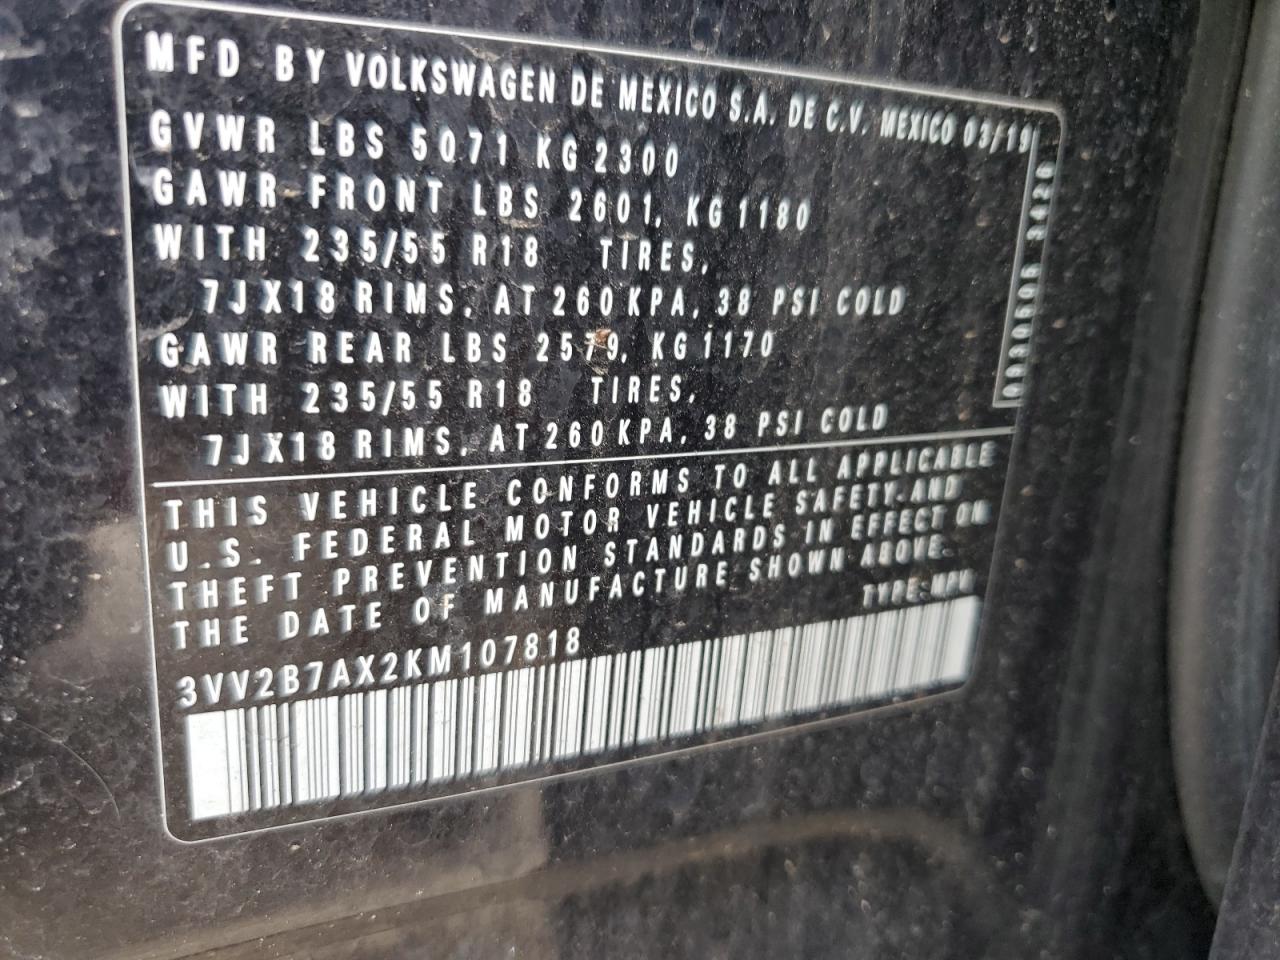 MFD BY VOLKSWAGEN DE MEXICO S.A. DE C.V. MEXICO 03/19
GVWR LBS 5071 KG 2300
GAWR FRONT LBS 2601, KG 1180
WITH 235/55 R18 TIRES,
7JX18 RIMS, AT 260 KPA, 38 PSI COLD
GAWR REAR LBS 2579, KG 1170
WITH 235/55 R18 TIRES,
7JX18 RIMS, AT 260 KPA, 38 PSI COLD
THIS VEHICLE CONFORMS TO ALL APPLICABLE
U.S. FEDERAL MOTOR VEHICLE SAFETY.AND
THEFT PREVENTION STANDARDS IN EFFECT ON
THE DATE OF MANUFACTURE SHOWN ABOVE.
TYPE:MPV
3VV2B7AX2KM107818